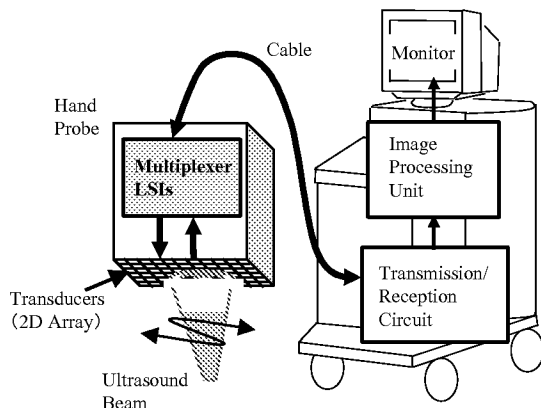 Cable
Monitor
Hand
Probe
Multiplexer
LSIs
Image
Processing
Unit
Transducers
(2D Array)
Transmission/
Reception
Circuit
Ultrasound
Beam